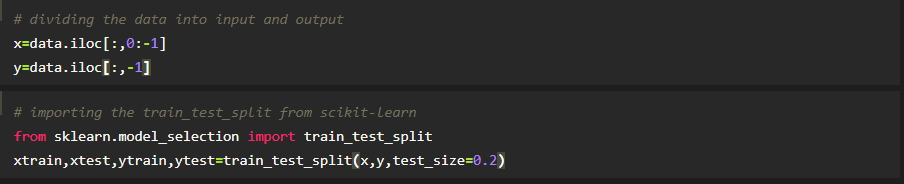 # dividing the data into input and output
x=data.iloc[:,0:-1]
y=data.iloc[:,-1]
# importing the train_test_split from scikit-learn
from sklearn.model_selection import train_test_split
xtrain,xtest,ytrain,ytest=train_test_split(x,y,test_size=0.2)